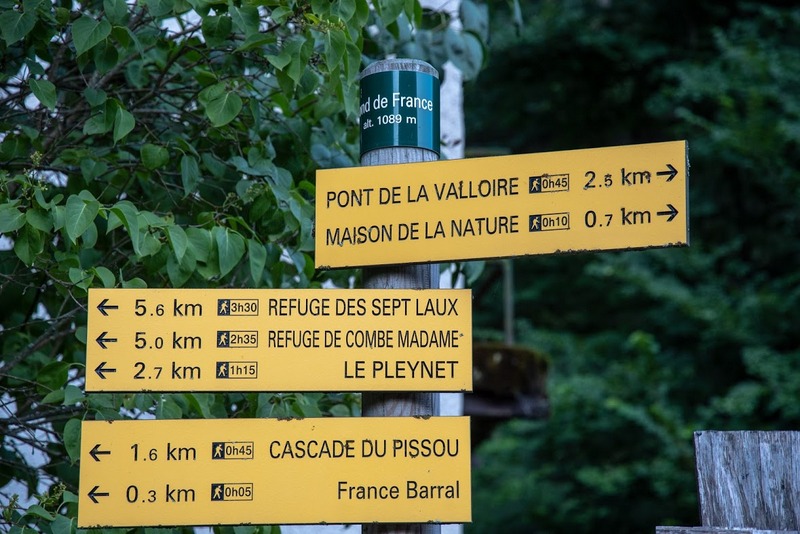 de France
alt. 1089 m
PONT DE LA VALLOIRE 0h45 2.5 km →
MAISON DE LA NATURE 0h10 0.7 km →
← 5.6 km 3h30 REFUGE DES SEPT LAUX
← 5.0 km 2h35 REFUGE DE COMBE MADAME*
← 2.7 km 1h15 LE PLEYNET
← 1.6 km 0h45 CASCADE DU PISSOU
← 0.3 km 0h05 France Barral